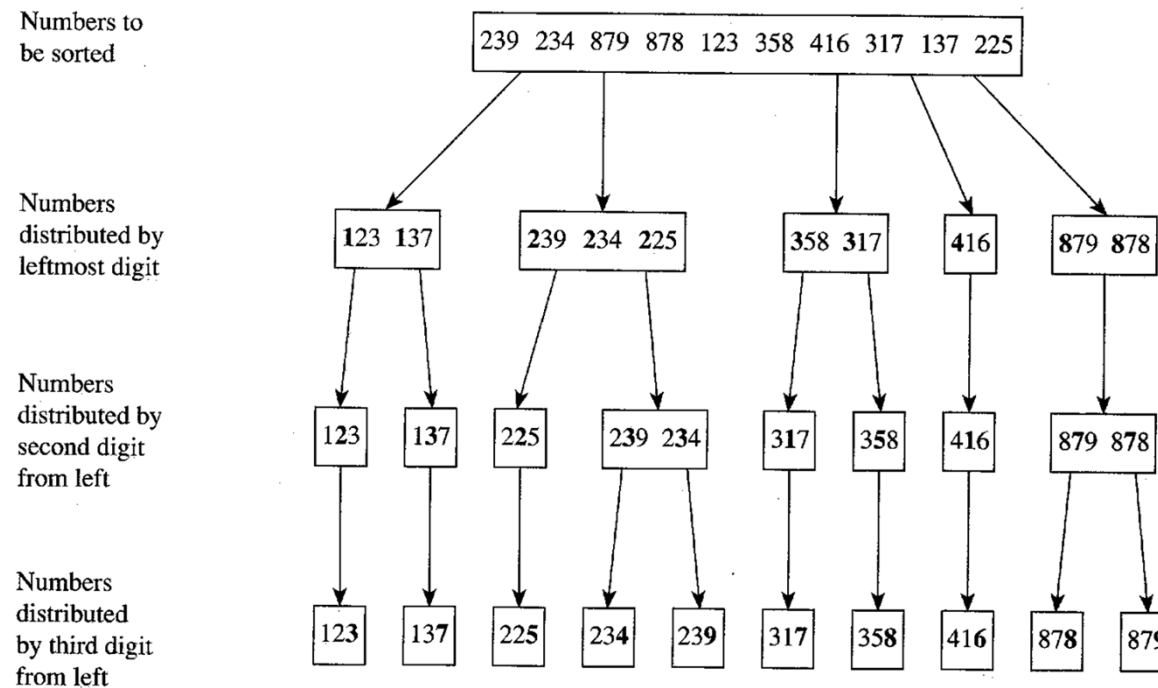 Numbers to
be sorted
239 234 879 878 123 358 416 317 137 225
Numbers
distributed by
leftmost digit
123 137 239 234 225 358 317 416 879 878
Numbers
distributed by
second digit
from left
123 137 225 239 234 317 358 416 879 878
Numbers
distributed
by third digit
from left
123 137 225 234 239 317 358 416 878 879